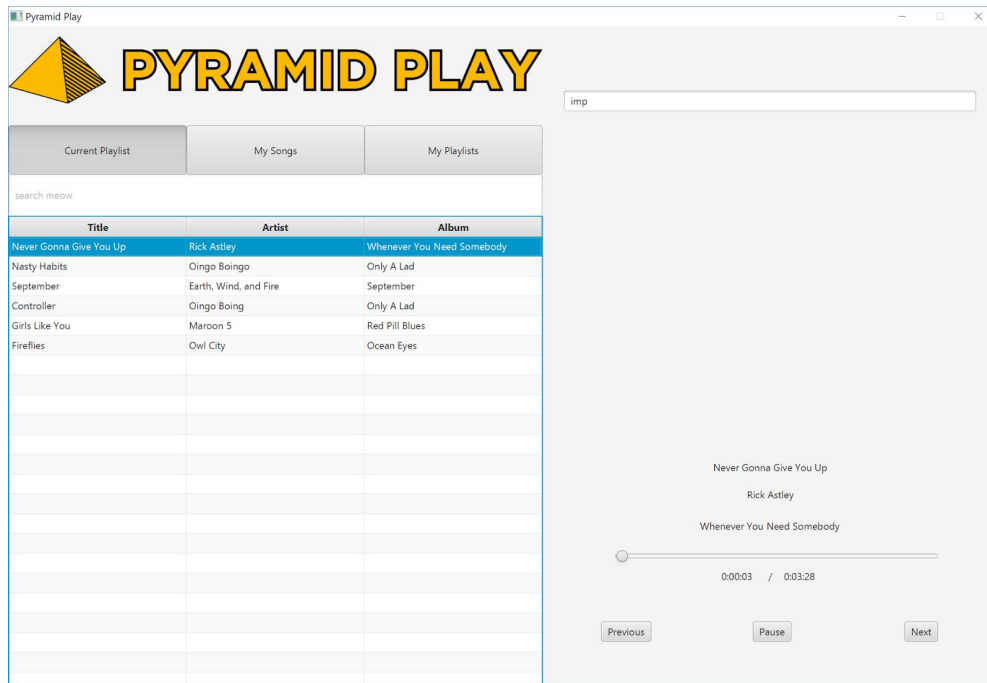 Pyramid Play
PYRAMID PLAY
imp
Current Playlist My Songs My Playlists
search meow
Title Artist Album
Never Gonna Give You Up Rick Astley Whenever You Need Somebody
Nasty Habits Oingo Boingo Only A Lad
September Earth, Wind, and Fire September
Controller Oingo Boing Only A Lad
Girls Like You Maroon 5 Red Pill Blues
Fireflies Owl City Ocean Eyes
Never Gonna Give You Up
Rick Astley
Whenever You Need Somebody
0:00:03 / 0:03:28
Previous Pause Next